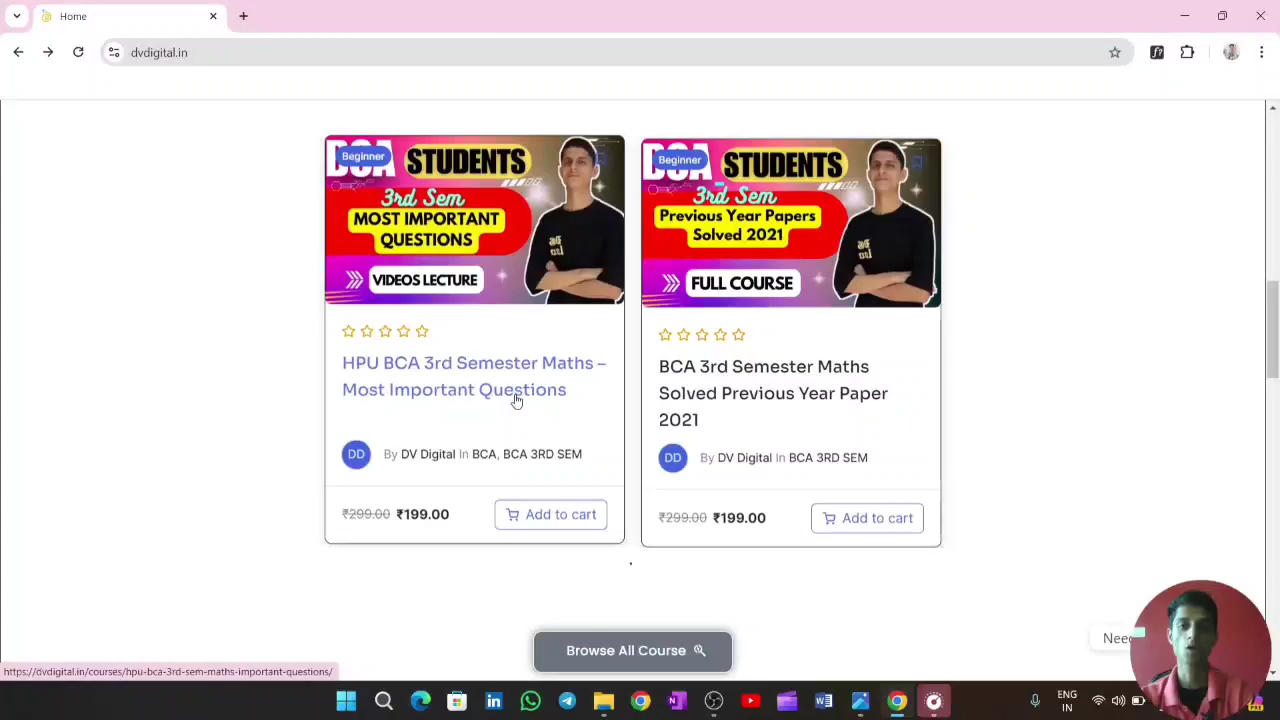 Home
dvdigital.in
BCA STUDENTS
Beginner
3rd Sem
MOST IMPORTANT
QUESTIONS
VIDEOS LECTURE
HPU BCA 3rd Semester Maths –
Most Important Questions
DD By DV Digital In BCA, BCA 3RD SEM
₹299.00 ₹199.00 Add to cart
BCA STUDENTS
Beginner
3rd Sem
Previous Year Papers
Solved 2021
FULL COURSE
BCA 3rd Semester Maths
Solved Previous Year Paper
2021
DD By DV Digital In BCA 3RD SEM
₹299.00 ₹199.00 Add to cart
Browse All Course
https://dvdigital.in/courses/hpu-bca-3rd-sem-maths-important-questions/
ENG
IN